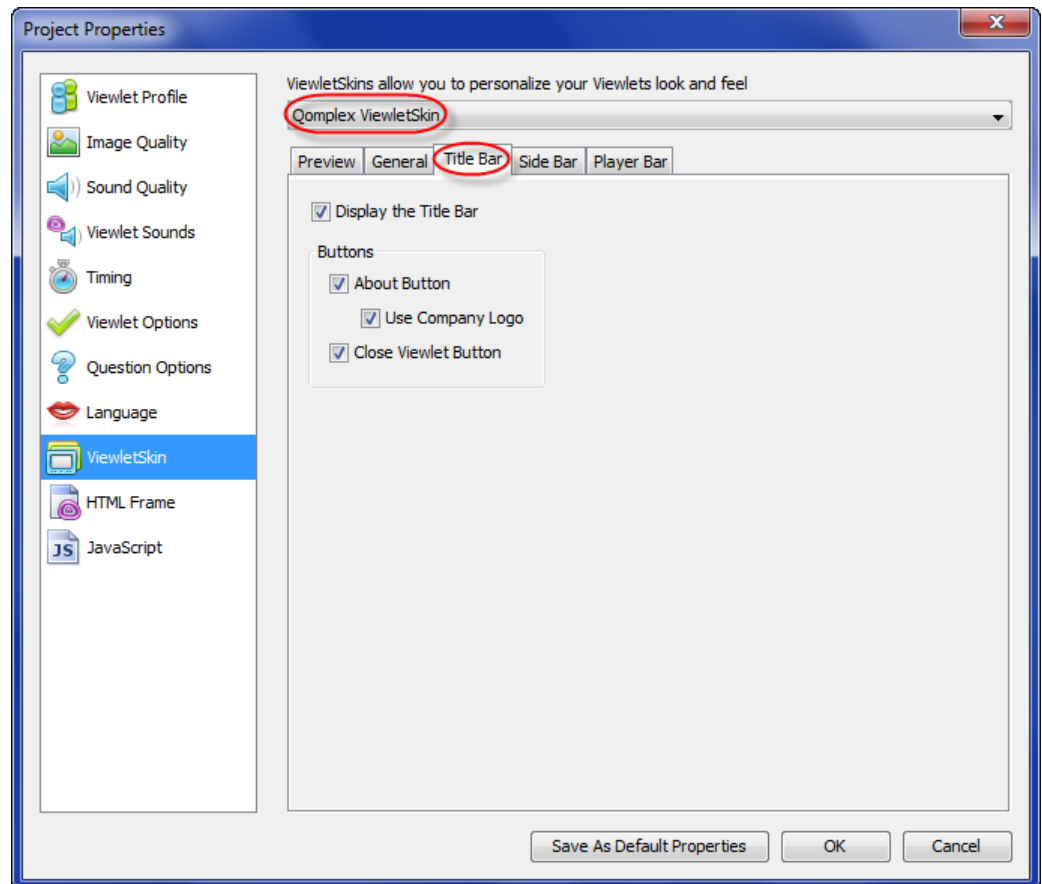 Project Properties
X
Viewlet Profile
Image Quality
Sound Quality
Viewlet Sounds
Timing
Viewlet Options
Question Options
Language
ViewletSkin
HTML Frame
JS JavaScript
ViewletSkins allow you to personalize your Viewlets look and feel
Qomplex ViewletSkin
Preview General Title Bar Side Bar Player Bar
Display the Title Bar
Buttons
About Button
Use Company Logo
Close Viewlet Button
Save As Default Properties OK Cancel